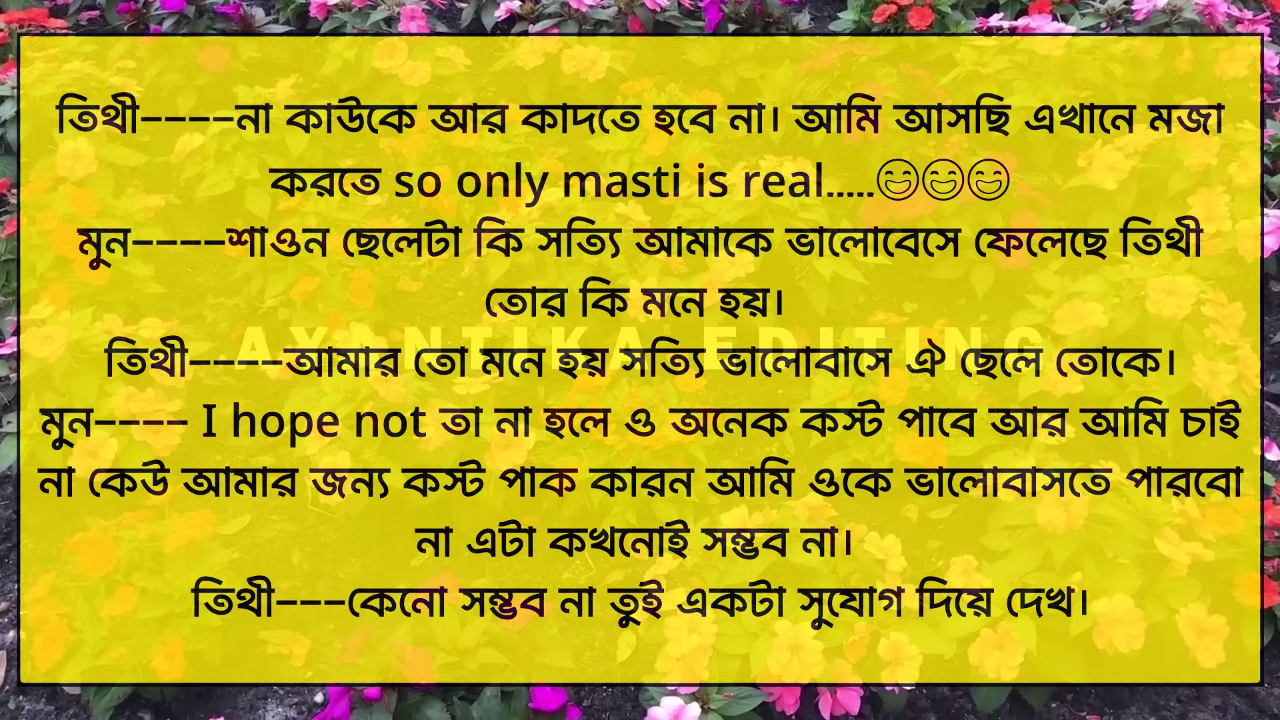 তিথী----না কাউকে আর কাদতে হবে না। আমি আসছি এখানে মজা
করতে so only masti is real.....😄😄😄
মুন----শাওন ছেলেটা কি সত্যি আমাকে ভালোবেসে ফেলেছে তিথী
তোর কি মনে হয়।
AYANTIKA EDITING
তিথী----আমার তো মনে হয় সত্যি ভালোবাসে ঐ ছেলে তোকে।
মুন---- I hope not তা না হলে ও অনেক কস্ট পাবে আর আমি চাই
না কেউ আমার জন্য কস্ট পাক কারন আমি ওকে ভালোবাসতে পারবো
না এটা কখনোই সম্ভব না।
তিথী---কেনো সম্ভব না তুই একটা সুযোগ দিয়ে দেখ।